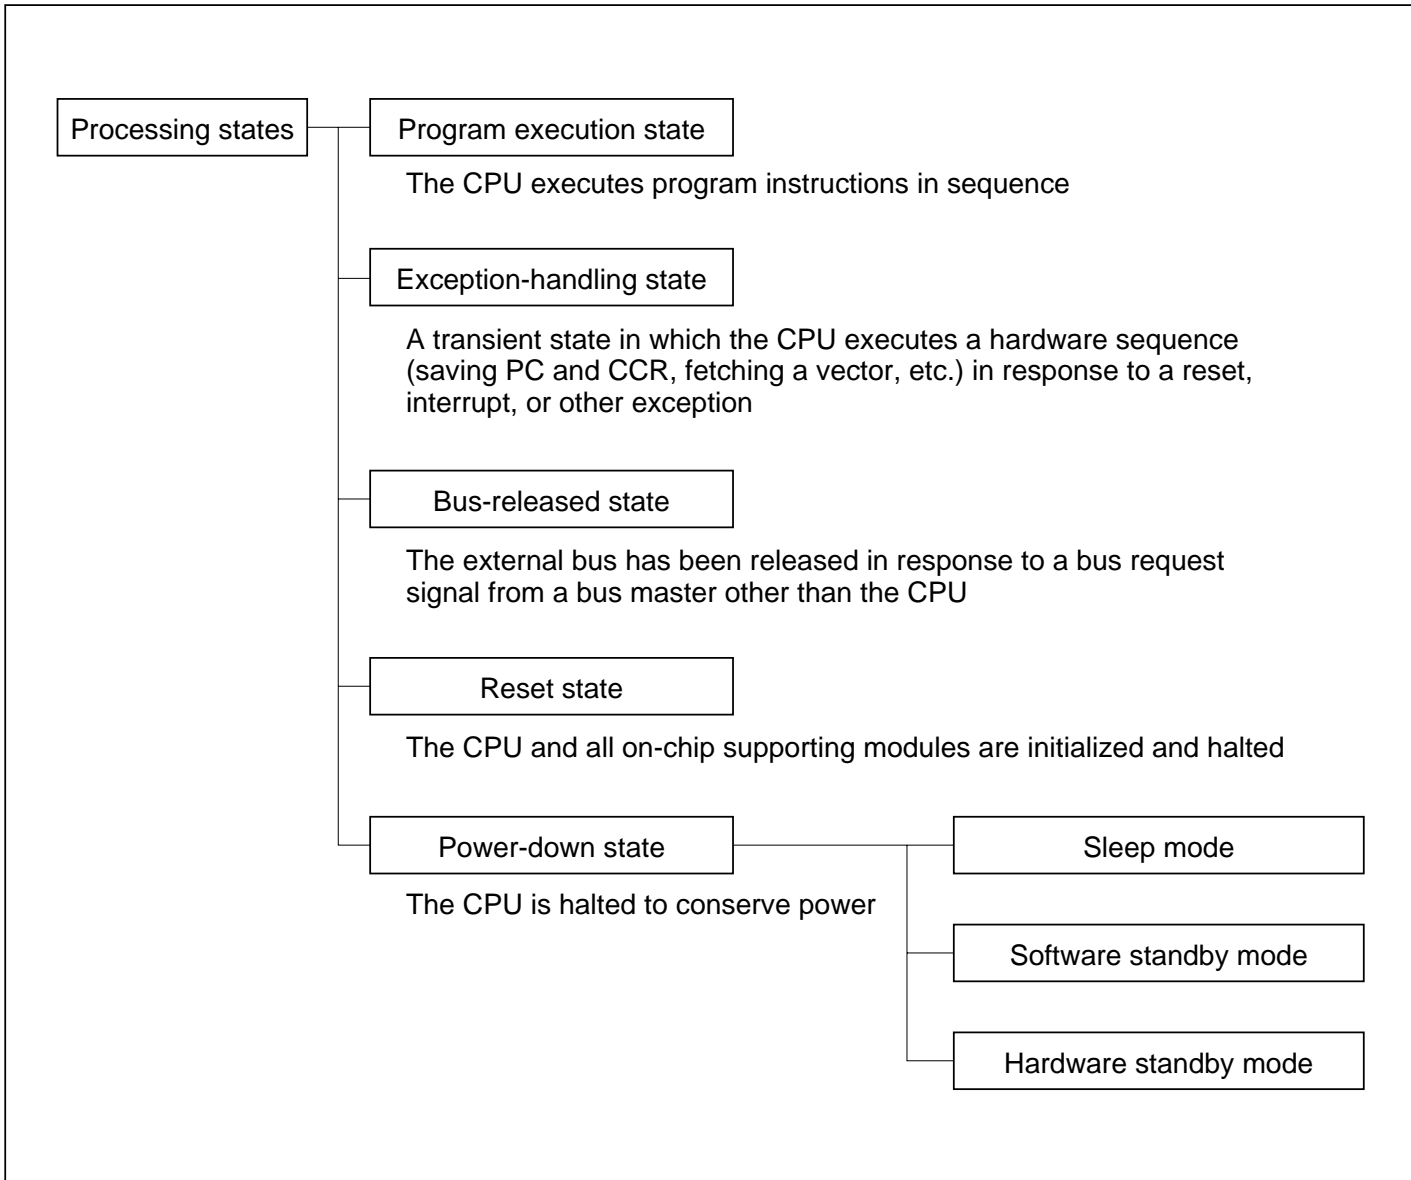 Processing states
Program execution state
The CPU executes program instructions in sequence
Exception-handling state
A transient state in which the CPU executes a hardware sequence
(saving PC and CCR, fetching a vector, etc.) in response to a reset,
interrupt, or other exception
Bus-released state
The external bus has been released in response to a bus request
signal from a bus master other than the CPU
Reset state
The CPU and all on-chip supporting modules are initialized and halted
Power-down state
The CPU is halted to conserve power
Sleep mode
Software standby mode
Hardware standby mode